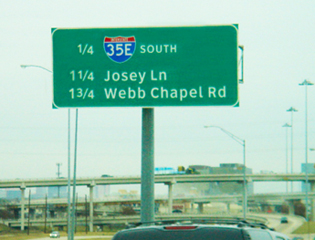 1/4 35E SOUTH
1 1/4 Josey Ln
1 3/4 Webb Chapel Rd